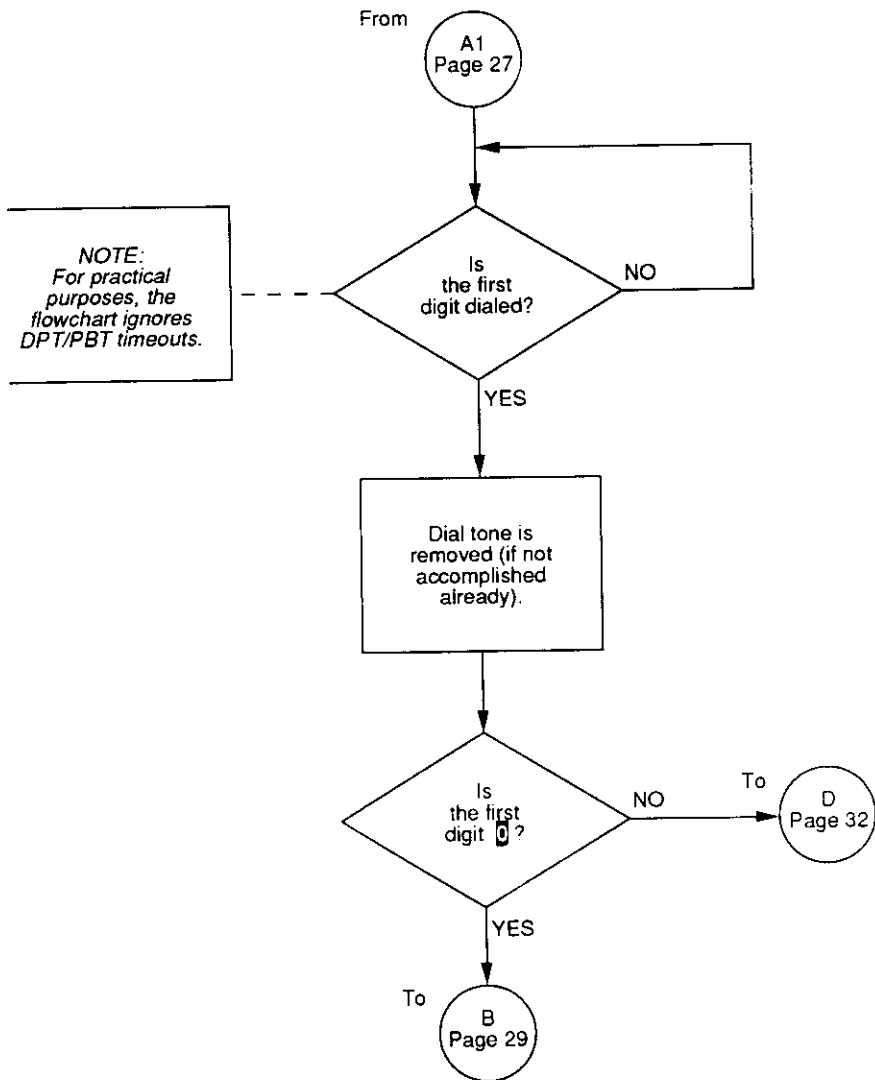 From
A1
Page 27
NOTE:
For practical
purposes, the
flowchart ignores
DPT/PBT timeouts.
Is
the first
digit dialed?
NO
YES
Dial tone is
removed (if not
accomplished
already).
Is
the first
digit 0 ?
NO
To
D
Page 32
YES
To
B
Page 29